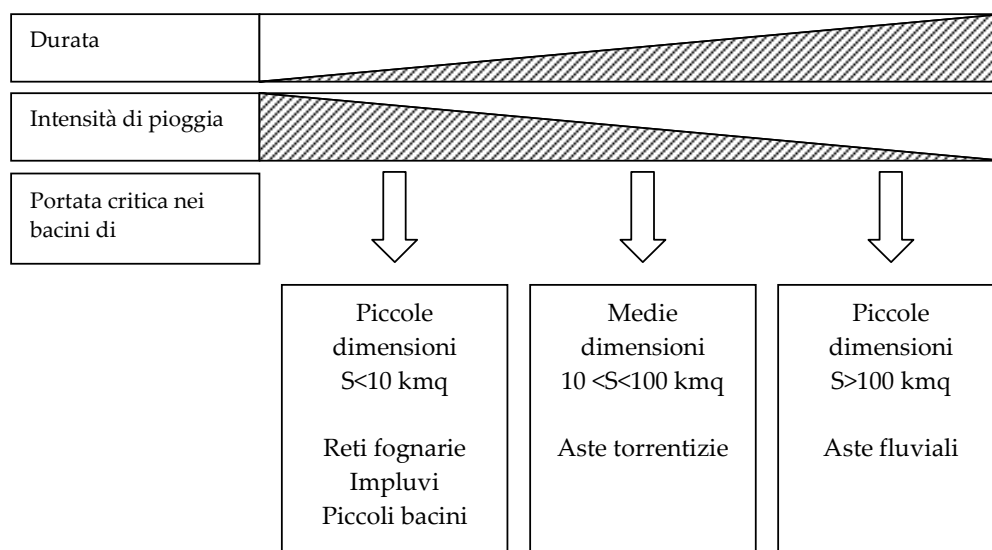 Durata
Intensità di pioggia
Portata critica nei
bacini di
Piccole
dimensioni
S<10 kmq
Reti fognarie
Impluvi
Piccoli bacini
Medie
dimensioni
10 <S<100 kmq
Aste torrentizie
Piccole
dimensioni
S>100 kmq
Aste fluviali